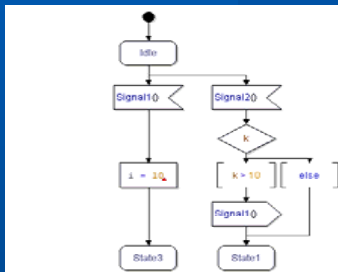 Idle
Signal1()
Signal2()
k
i = 10
k > 10
else
Signal1()
State3
State1